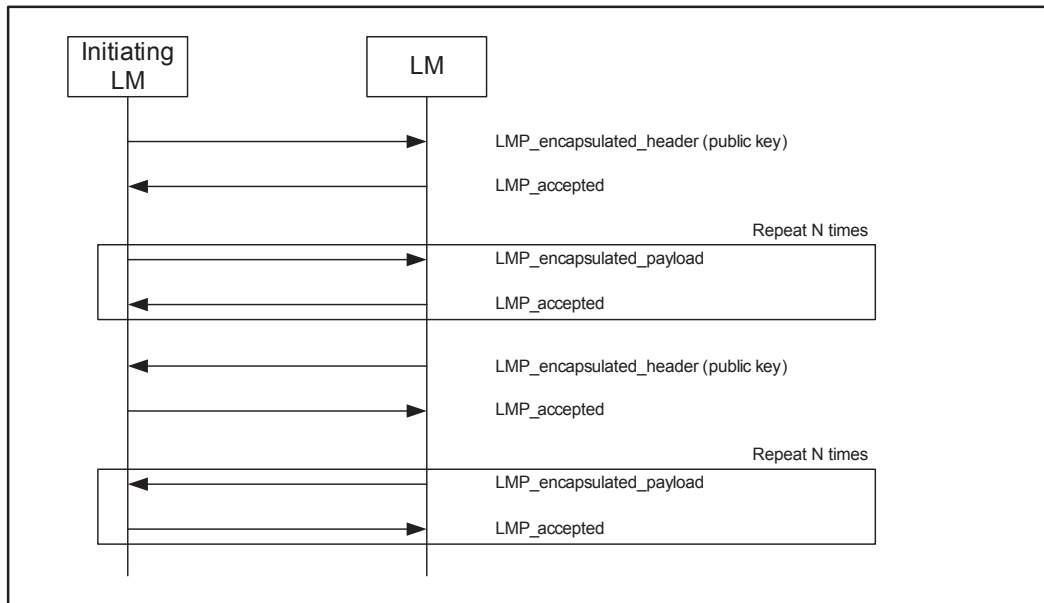 Initiating
LM
LM
LMP_encapsulated_header (public key)
LMP_accepted
Repeat N times
LMP_encapsulated_payload
LMP_accepted
LMP_encapsulated_header (public key)
LMP_accepted
Repeat N times
LMP_encapsulated_payload
LMP_accepted